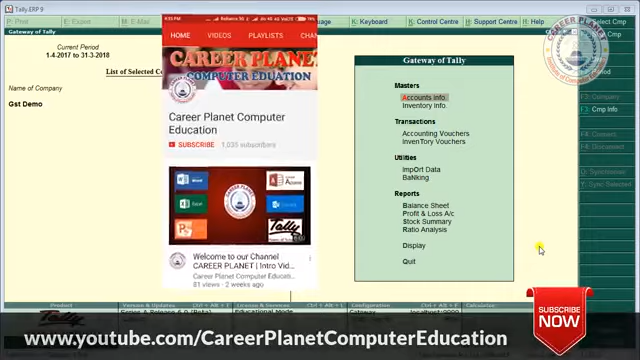 Tally.ERP 9
P: Print
E: Export
M: E-Mail
K: Keyboard
K: Control Centre
H: Support Centre
H: Help
Gateway of Tally
Current Period
1-4-2017 to 31-3-2018
List of Selected Co
Name of Company
Gst Demo
HOME VIDEOS PLAYLISTS CHAN
CAREER PLANET
COMPUTER EDUATION
Career Planet Computer
Education
SUBSCRIBE 1,035 subscribers
Tally
Welcome to our Channel
CAREER PLANET | Intro Vid...
Career Planet Computer Educati...
81 views · 2 weeks ago
Gateway of Tally
Masters
Accounts Info.
Inventory Info.
Transactions
Accounting Vouchers
InvenTory Vouchers
Utilities
ImpOrt Data
BaNking
Reports
Balance Sheet
Profit & Loss A/c
Stock Summary
Ratio Analysis
Display
Quit
Select Cmp
Cmp Info
SUBSCRIBE
NOW
www.youtube.com/CareerPlanetComputerEducation